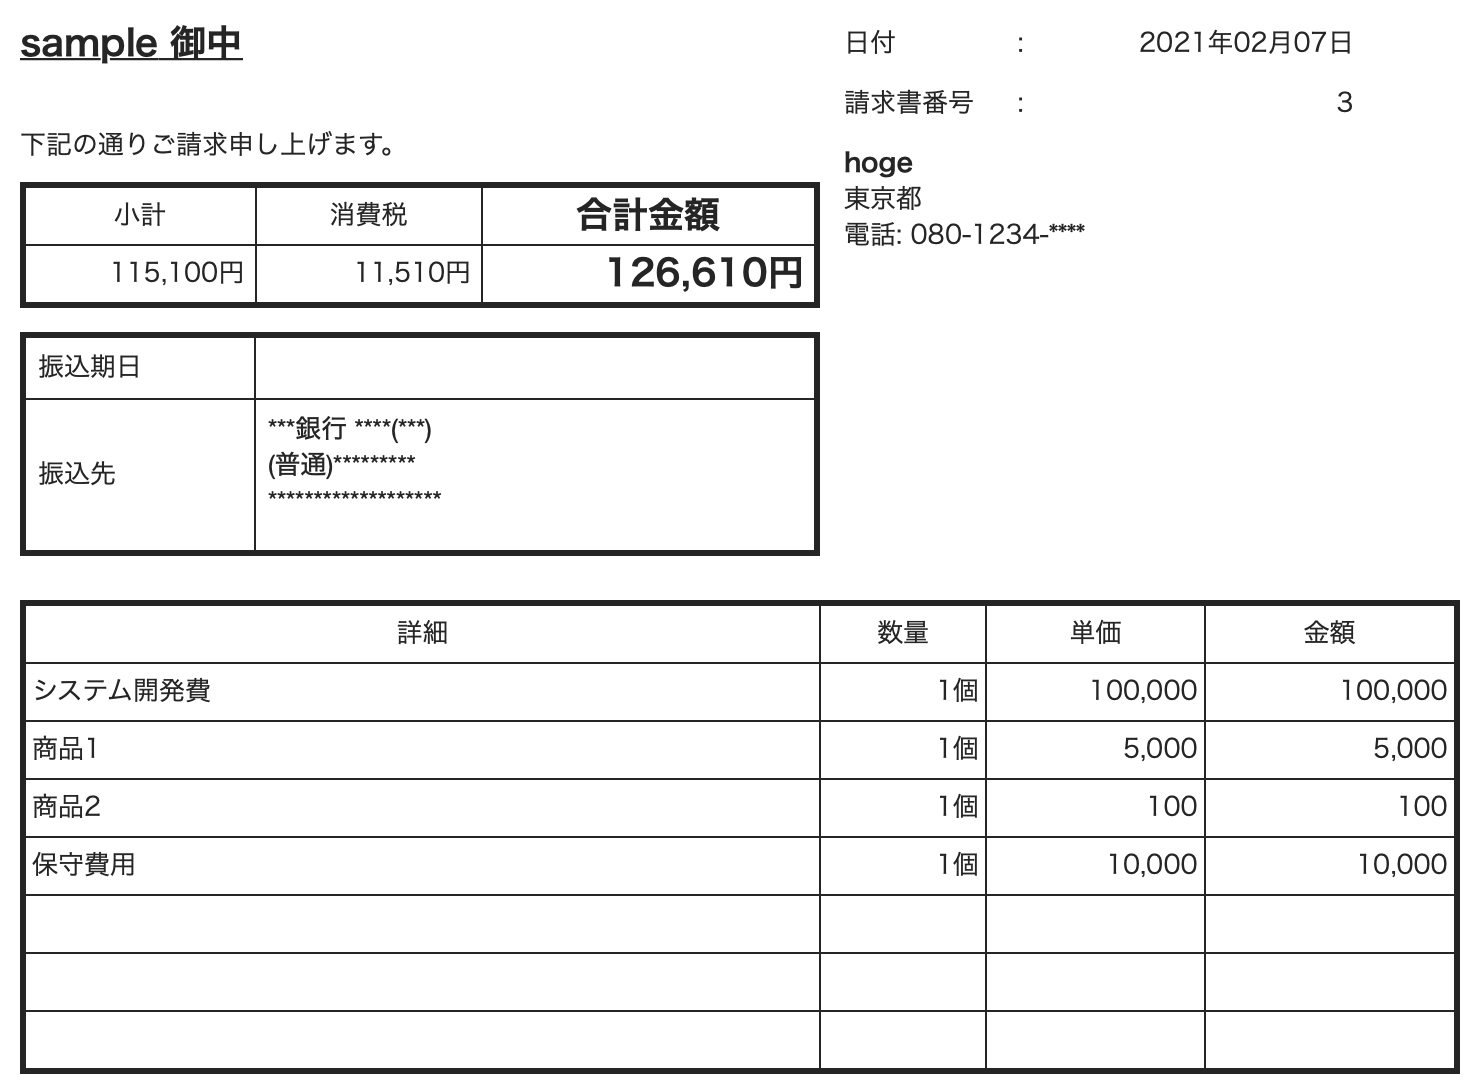 sample 御中
日付 : 2021年02月07日
請求書番号 : 3
下記の通りご請求申し上げます。
hoge
東京都
電話: 080-1234-****
小計 消費税 合計金額
115,100円 11,510円 126,610円
振込期日
振込先
***銀行 ****(***)
(普通)*********
*******************
詳細 数量 単価 金額
システム開発費 1個 100,000 100,000
商品1 1個 5,000 5,000
商品2 1個 100 100
保守費用 1個 10,000 10,000